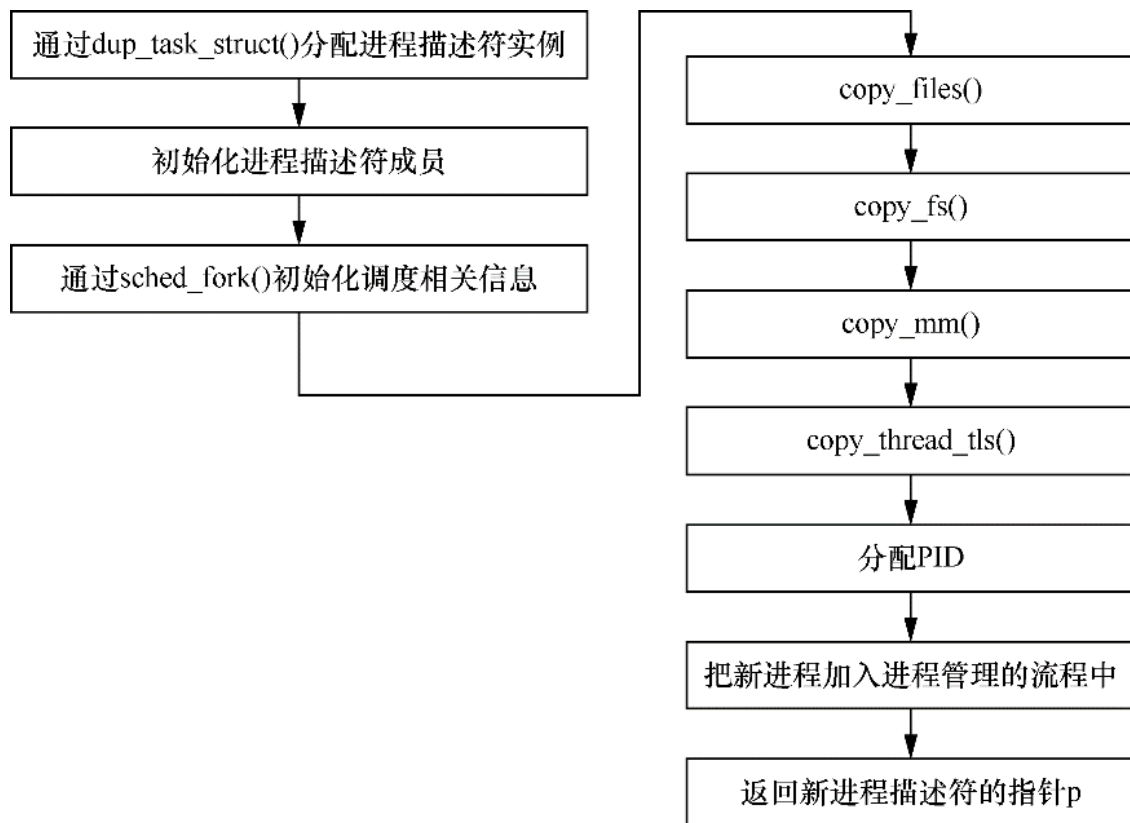 通过dup_task_struct()分配进程描述符实例
初始化进程描述符成员
通过sched_fork()初始化调度相关信息
copy_files()
copy_fs()
copy_mm()
copy_thread_tls()
分配PID
把新进程加入进程管理的流程中
返回新进程描述符的指针p